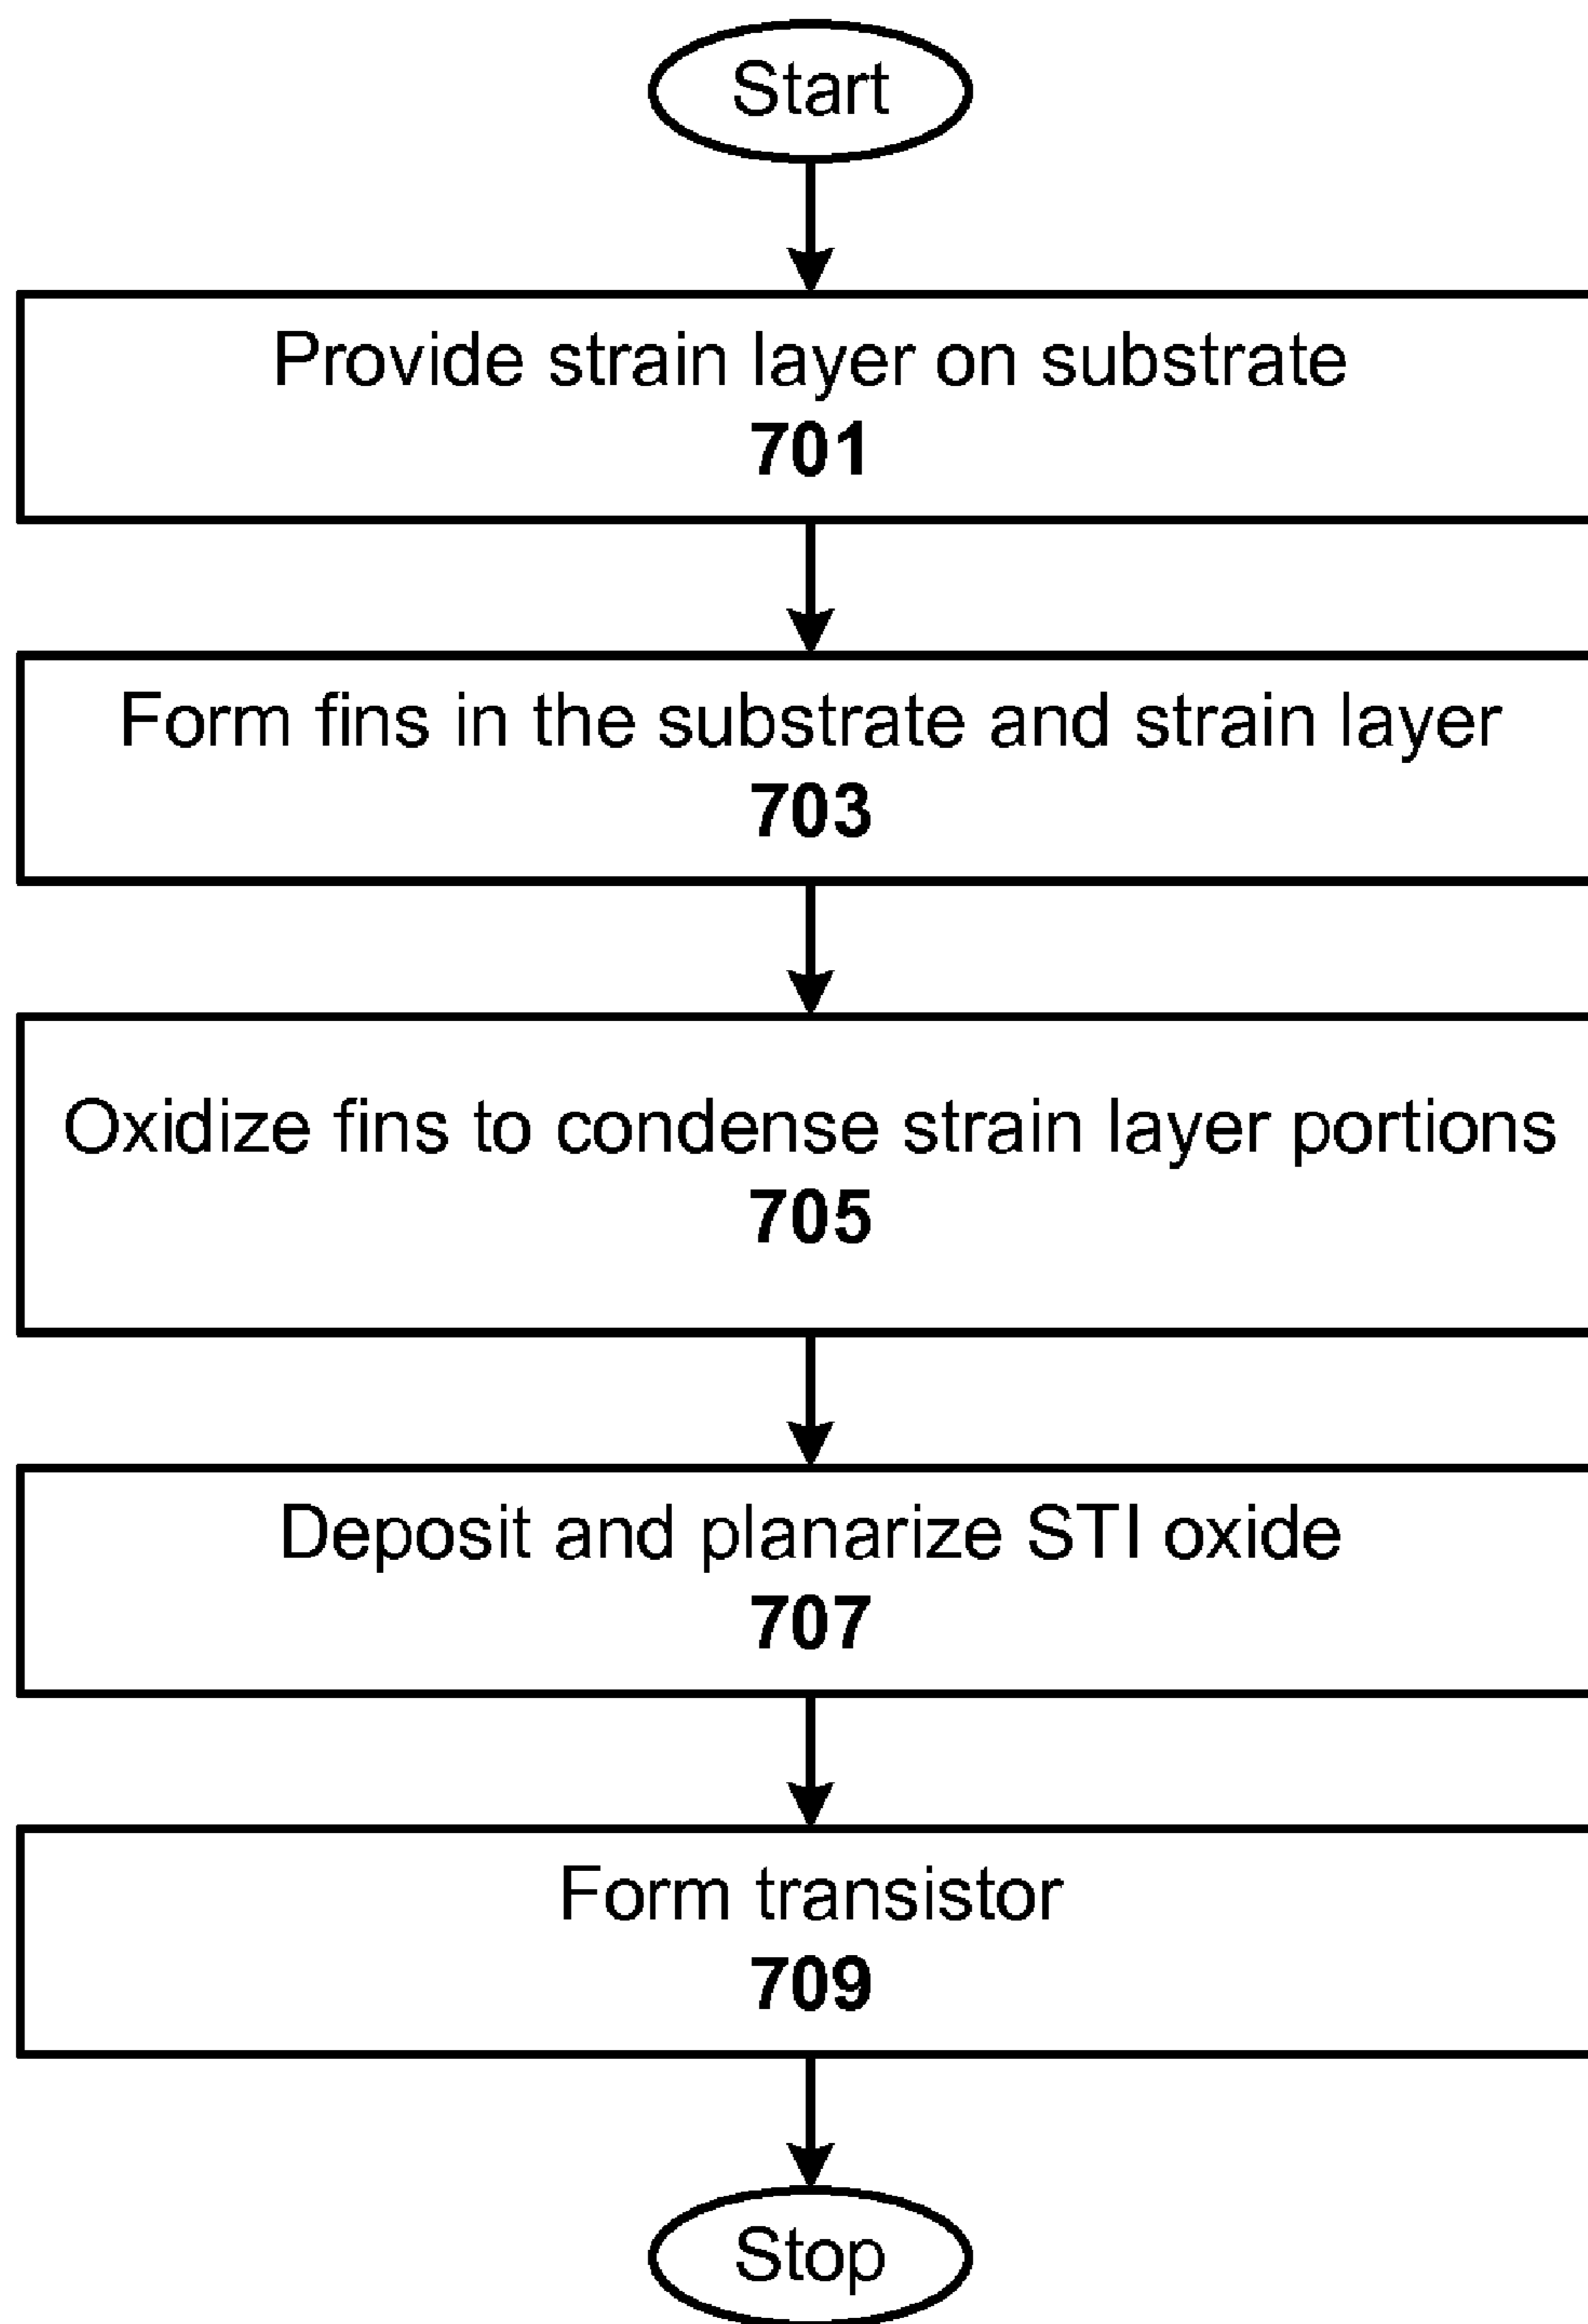 Start
Provide strain layer on substrate
701
Form fins in the substrate and strain layer
703
Oxidize fins to condense strain layer portions
705
Deposit and planarize STI oxide
707
Form transistor
709
Stop